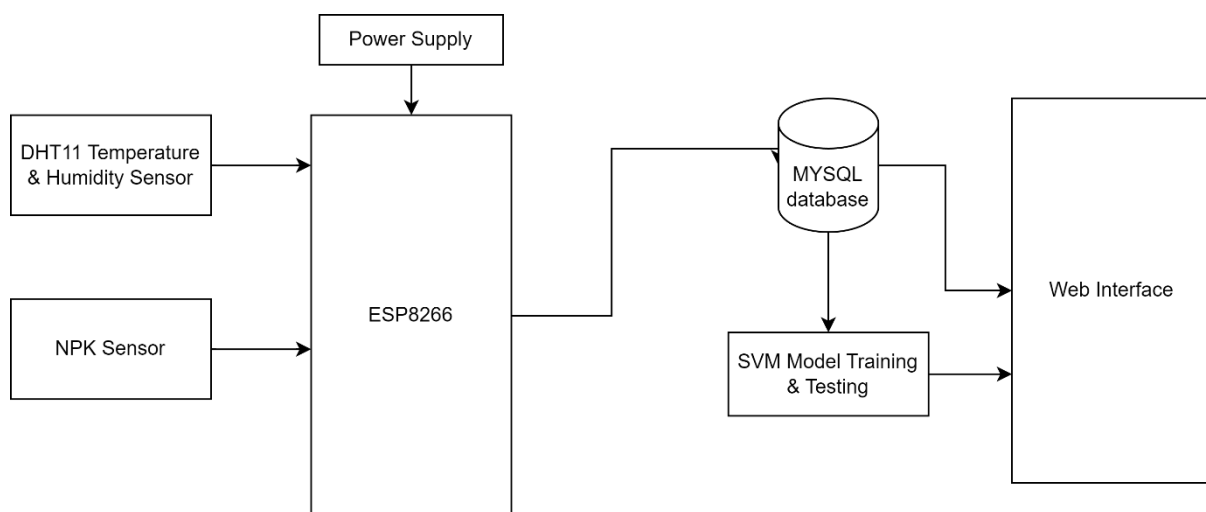 Power Supply
DHT11 Temperature
& Humidity Sensor
NPK Sensor
ESP8266
MYSQL
database
SVM Model Training
& Testing
Web Interface